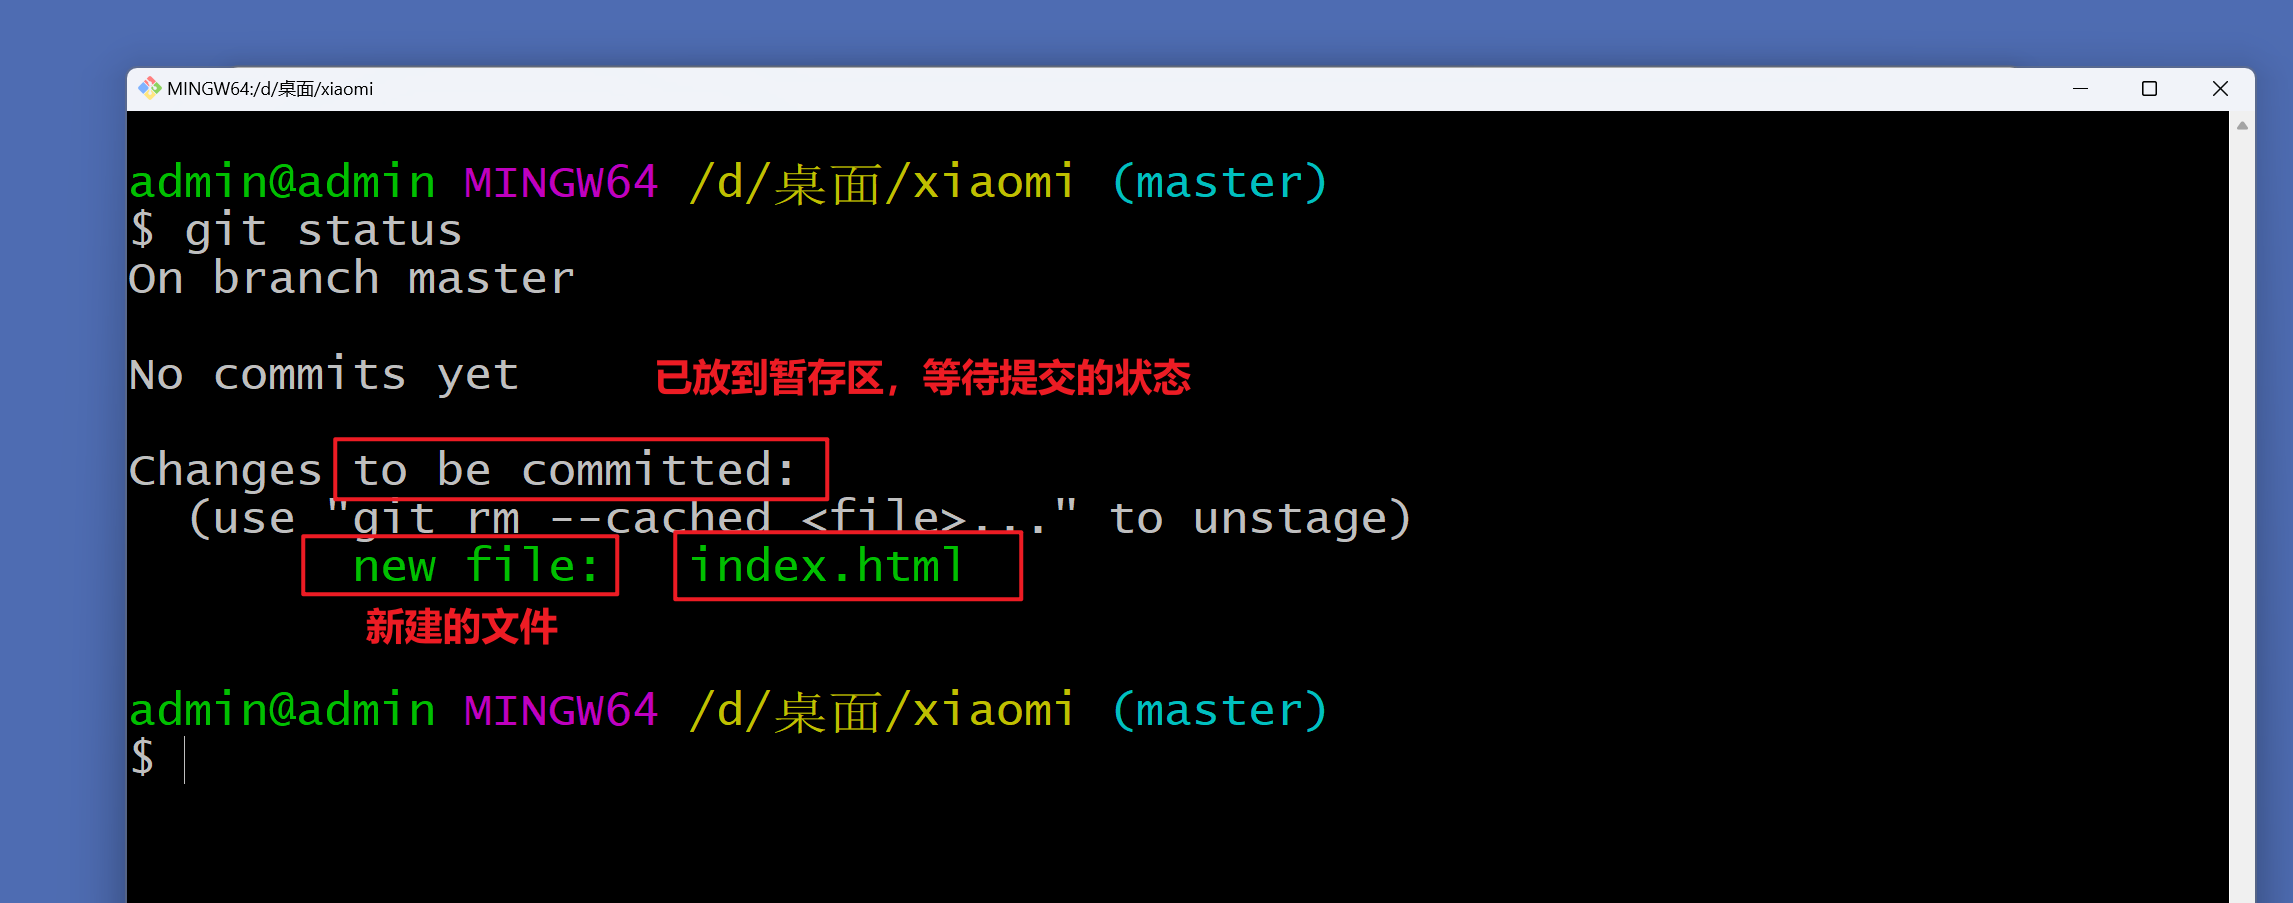 MINGW64:/d/桌面/xiaomi
admin@admin MINGW64 /d/桌面/xiaomi (master)
$ git status
On branch master
No commits yet
已放到暂存区，等待提交的状态
Changes to be committed:
(use "git rm --cached <file>..." to unstage)
new file: index.html
新建的文件
admin@admin MINGW64 /d/桌面/xiaomi (master)
$